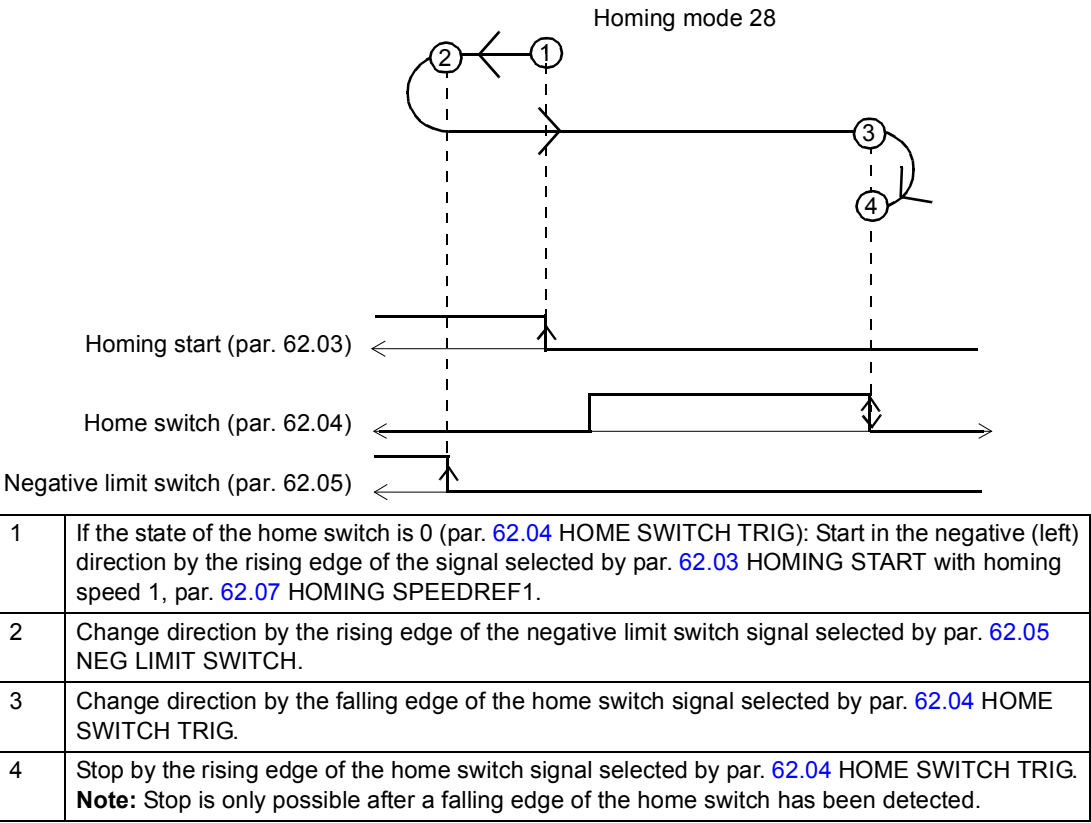 Homing mode 28
2
1
3
4
Homing start (par. 62.03)
Home switch (par. 62.04)
Negative limit switch (par. 62.05)
1 If the state of the home switch is 0 (par. 62.04 HOME SWITCH TRIG): Start in the negative (left)
direction by the rising edge of the signal selected by par. 62.03 HOMING START with homing
speed 1, par. 62.07 HOMING SPEEDREF1.
2 Change direction by the rising edge of the negative limit switch signal selected by par. 62.05
NEG LIMIT SWITCH.
3 Change direction by the falling edge of the home switch signal selected by par. 62.04 HOME
SWITCH TRIG.
4 Stop by the rising edge of the home switch signal selected by par. 62.04 HOME SWITCH TRIG.
Note: Stop is only possible after a falling edge of the home switch has been detected.